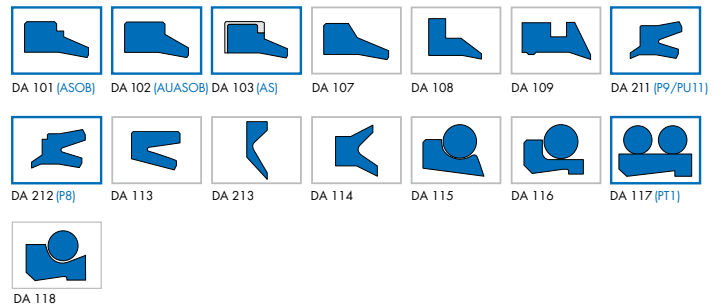 DA 101 (ASOB) DA 102 (AUASOB) DA 103 (AS) DA 107 DA 108 DA 109 DA 211 (P9/PU11)
DA 212 (P8) DA 113 DA 213 DA 114 DA 115 DA 116 DA 117 (PT1)
DA 118